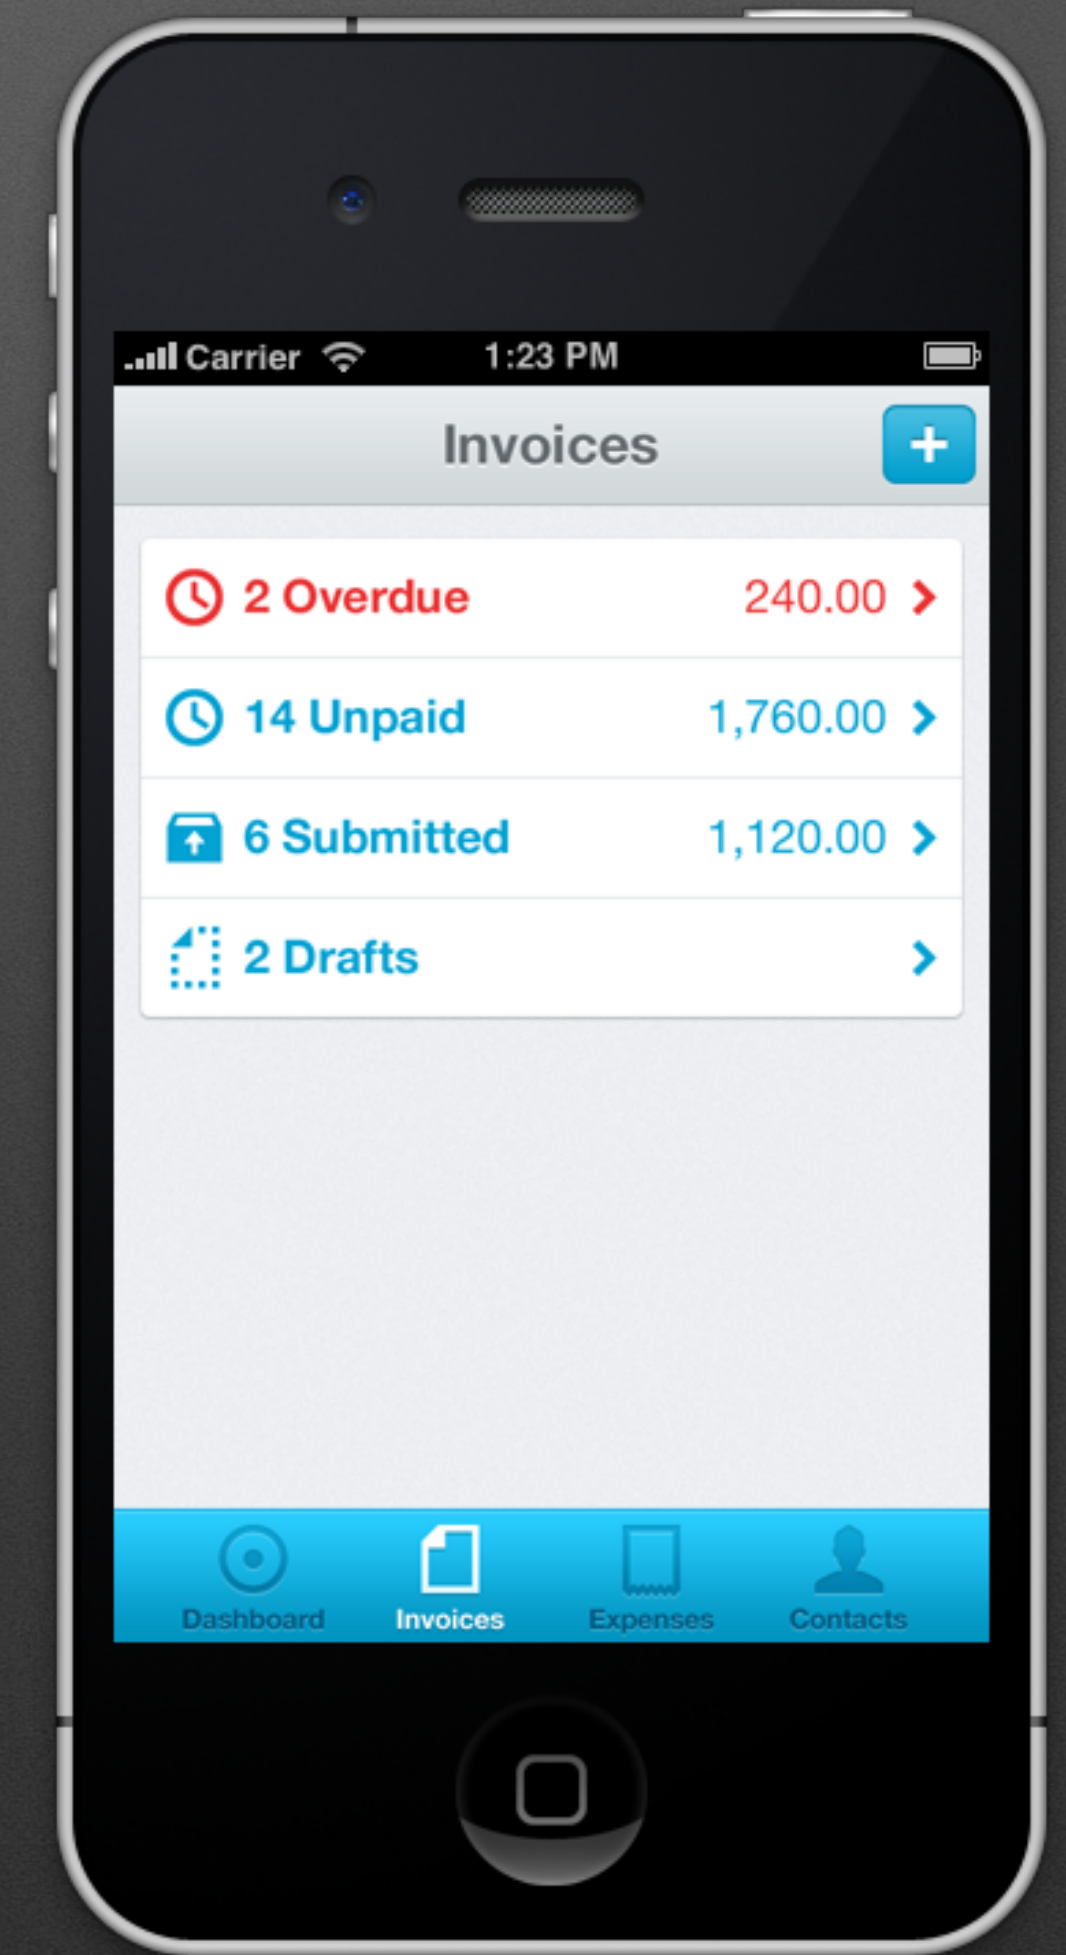 Carrier 1:23 PM
Invoices +
2 Overdue 240.00
14 Unpaid 1,760.00
6 Submitted 1,120.00
2 Drafts
Dashboard Invoices Expenses Contacts